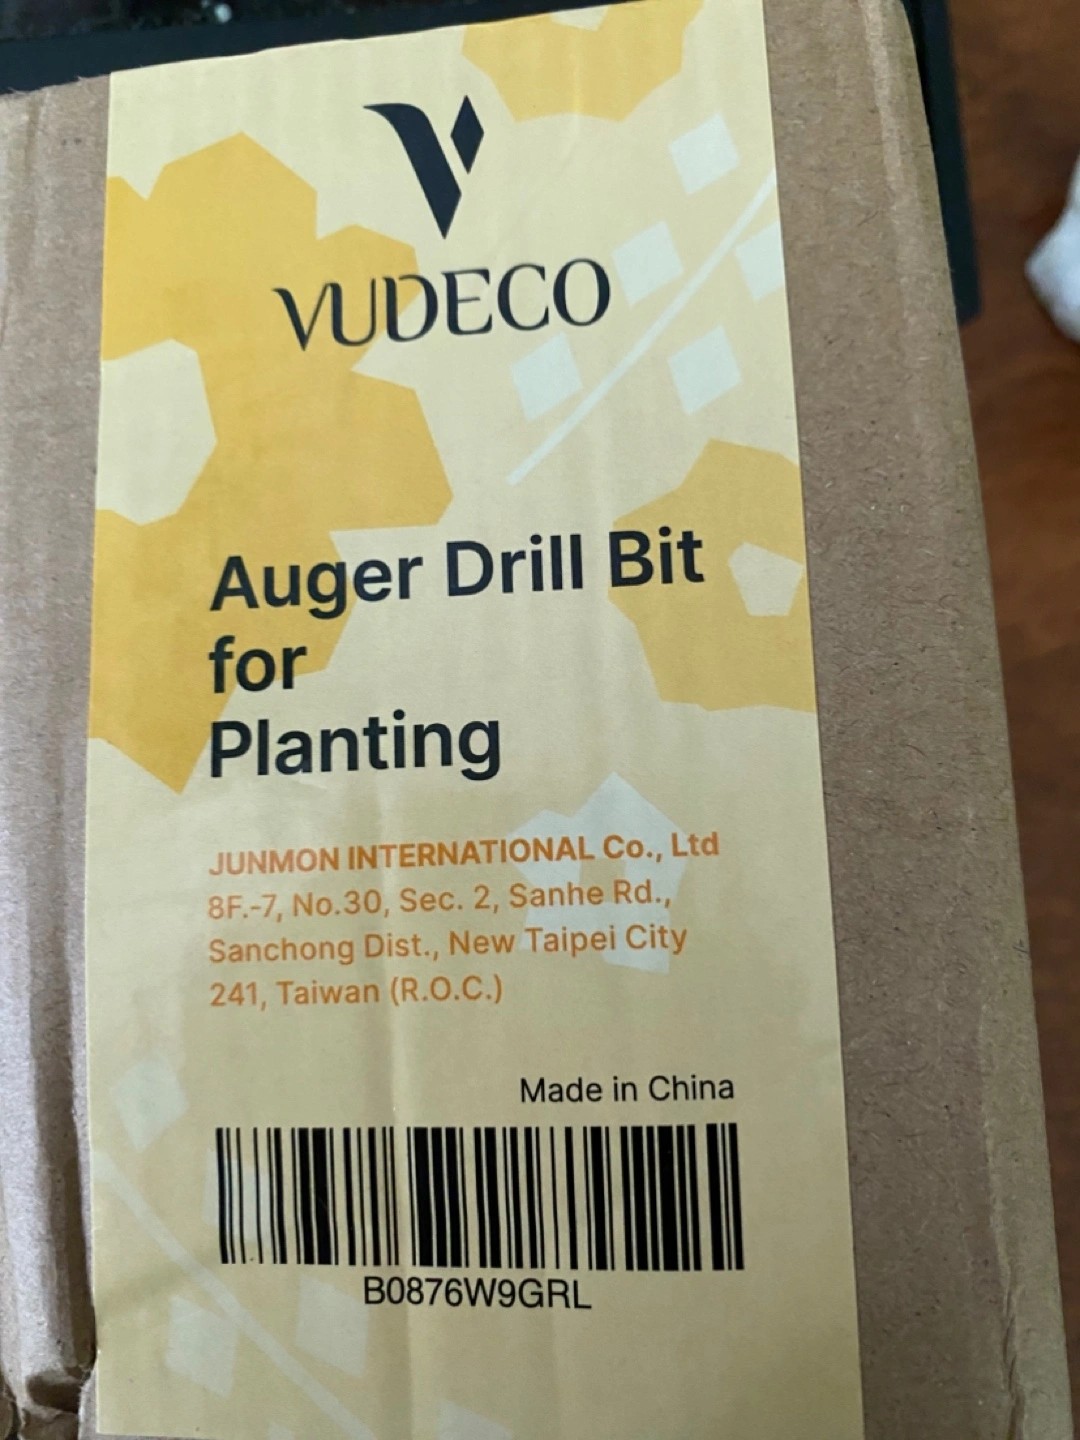 VUDECO
Auger Drill Bit
for
Planting
JUNMON INTERNATIONAL Co., Ltd
8F.-7, No.30, Sec. 2, Sanhe Rd.,
Sanchong Dist., New Taipei City
241, Taiwan (R.O.C.)
Made in China
B0876W9GRL